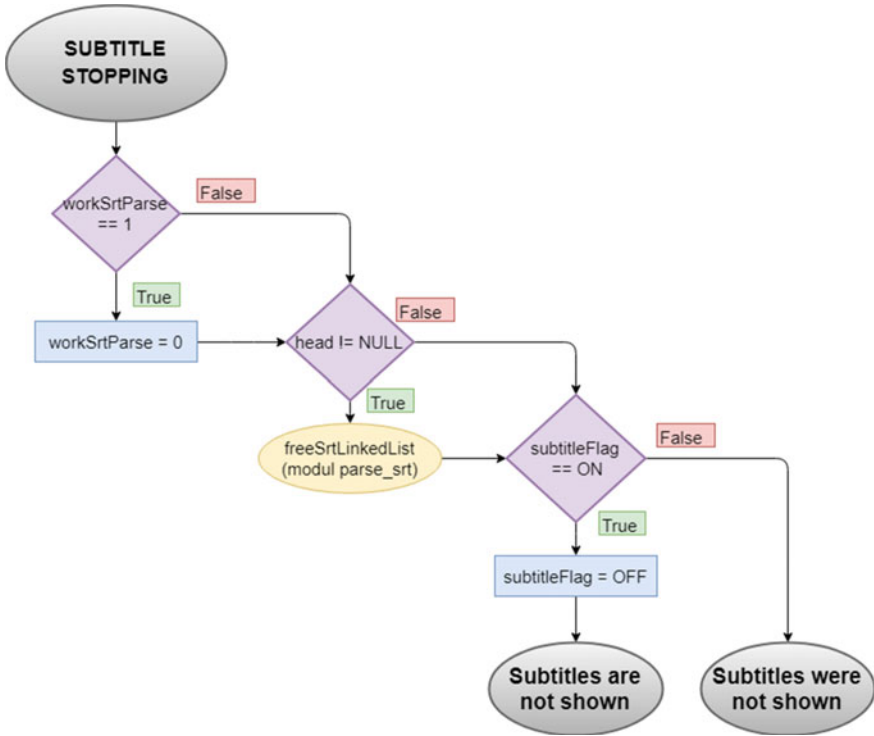 SUBTITLE
STOPPING
workSrtParse
== 1
False
True
workSrtParse = 0
head != NULL
False
True
freeSrtLinkedList
(modul parse_srt)
subtitleFlag
== ON
False
True
subtitleFlag = OFF
Subtitles are
not shown
Subtitles were
not shown